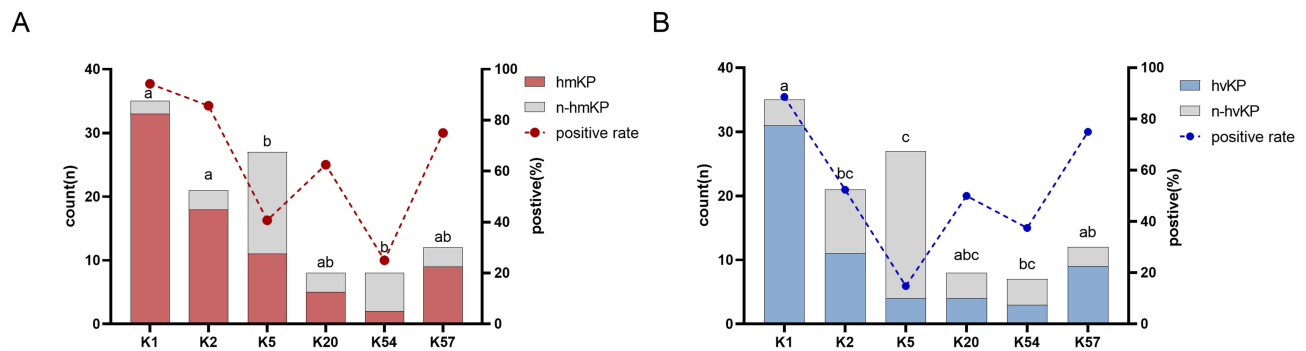 A
count(n)
40
30
20
10
0
a
a
b
ab
b
ab
K1 K2 K5 K20 K54 K57
100
80
60
40
20
0
postive(%)
hmKP
n-hmKP
positive rate
B
count(n)
40
30
20
10
0
a
bc
c
abc
bc
ab
K1 K2 K5 K20 K54 K57
100
80
60
40
20
0
postive(%)
hvKP
n-hvKP
positive rate